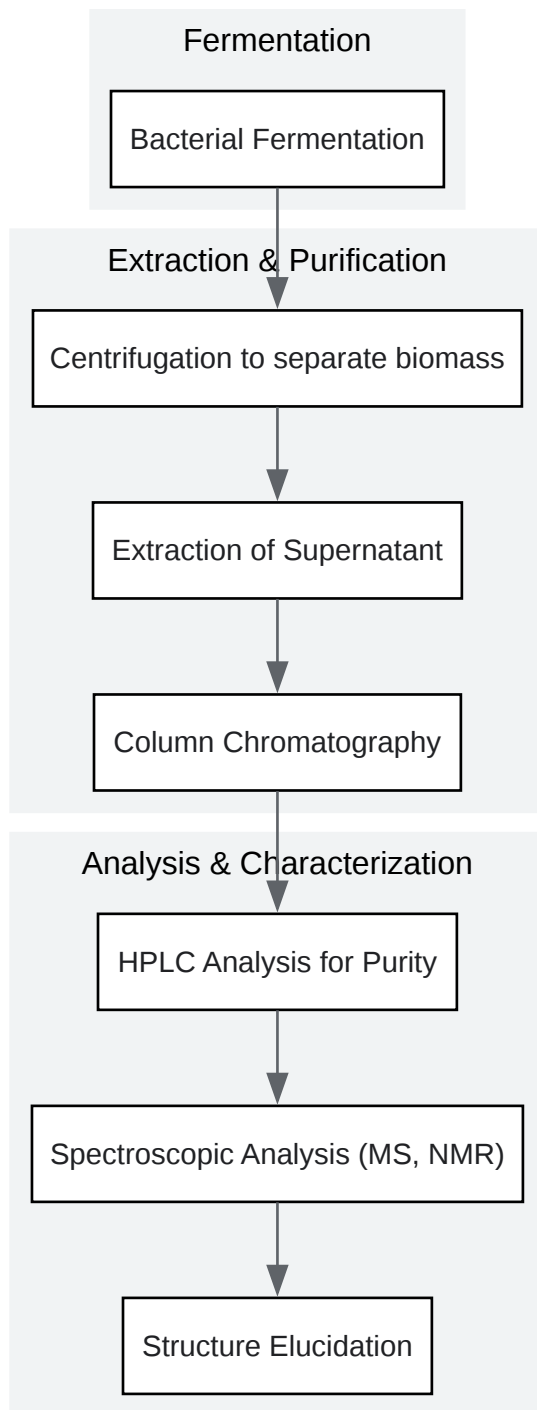 Fermentation
Bacterial Fermentation
Extraction & Purification
Centrifugation to separate biomass
Extraction of Supernatant
Column Chromatography
Analysis & Characterization
HPLC Analysis for Purity
Spectroscopic Analysis (MS, NMR)
Structure Elucidation